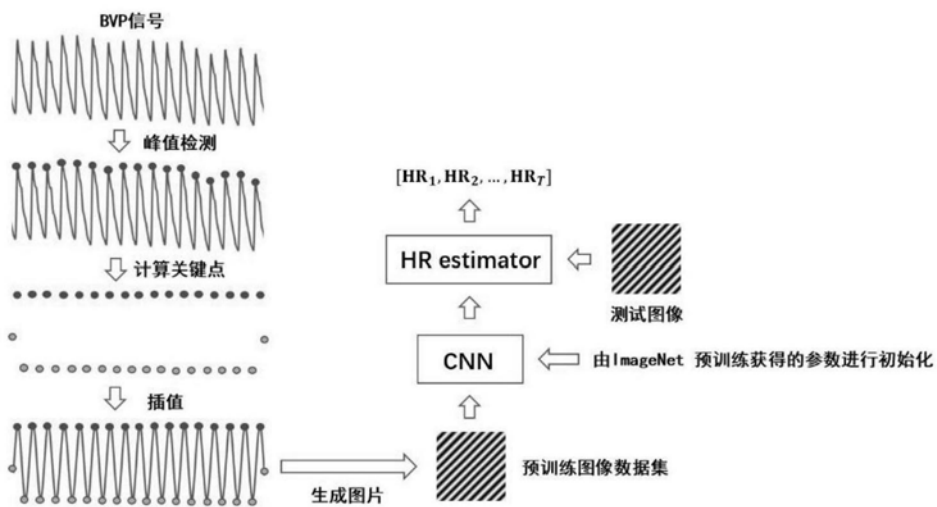 BVP信号
峰值检测
计算关键点
插值
生成图片
[HR₁, HR₂, ..., HR_T]
HR estimator
测试图像
CNN
由ImageNet 预训练获得的参数进行初始化
预训练图像数据集